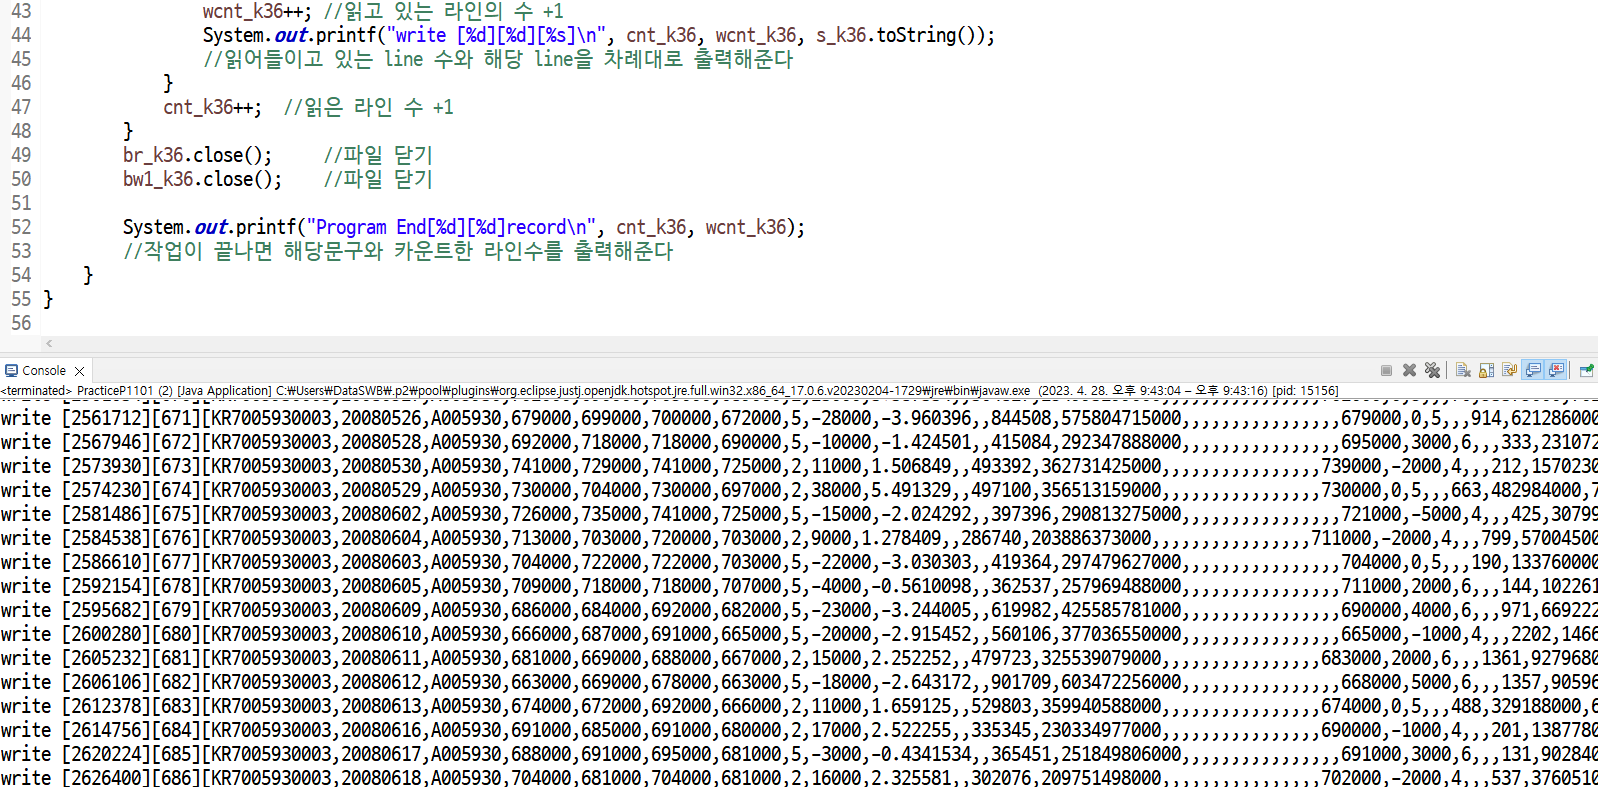 43 wcnt_k36++; //읽고 있는 라인의 수 +1
44 System.out.printf("write [%d][%d][%s]\n", cnt_k36, wcnt_k36, s_k36.toString());
45 //읽어들이고 있는 line 수와 해당 line을 차례대로 출력해준다
46 }
47 cnt_k36++; //읽은 라인 수 +1
48 }
49 br_k36.close(); //파일 닫기
50 bw1_k36.close(); //파일 닫기
51
52 System.out.printf("Program End[%d][%d]record\n", cnt_k36, wcnt_k36);
53 //작업이 끝나면 해당문구와 카운트한 라인수를 출력해준다
54 }
55 }
56
Console
<terminated> PracticeP1101 (2) [Java Application] C:₩Users₩DataSWB₩.p2₩pool₩plugins₩org.eclipse.justj.openjdk.hotspot.jre.full.win32.x86_64_17.0.6.v20230204-1729₩jre₩bin₩javaw.exe (2023. 4. 28. 오후 9:43:04 – 오후 9:43:16) [pid: 15156]
write [2561712][671][KR7005930003,20080526,A005930,679000,699000,700000,672000,5,-28000,-3.960396,,844508,575804715000,,,,,,,,,,,,,,,,679000,0,5,,,914,621286000
write [2567946][672][KR7005930003,20080528,A005930,692000,718000,718000,690000,5,-10000,-1.424501,,415084,292347888000,,,,,,,,,,,,,,,,695000,3000,6,,,333,231072
write [2573930][673][KR7005930003,20080530,A005930,741000,729000,741000,725000,2,11000,1.506849,,493392,362731425000,,,,,,,,,,,,,,,,739000,-2000,4,,,212,1570230
write [2574230][674][KR7005930003,20080529,A005930,730000,704000,730000,697000,2,38000,5.491329,,497100,356513159000,,,,,,,,,,,,,,,,730000,0,5,,,663,482984000,7
write [2581486][675][KR7005930003,20080602,A005930,726000,735000,741000,725000,5,-15000,-2.024292,,397396,290813275000,,,,,,,,,,,,,,,,721000,-5000,4,,,425,30799
write [2584538][676][KR7005930003,20080604,A005930,713000,703000,720000,703000,2,9000,1.278409,,286740,203886373000,,,,,,,,,,,,,,,,711000,-2000,4,,,799,57004500
write [2586610][677][KR7005930003,20080603,A005930,704000,722000,722000,703000,5,-22000,-3.030303,,419364,297479627000,,,,,,,,,,,,,,,,704000,0,5,,,190,133760000
write [2592154][678][KR7005930003,20080605,A005930,709000,718000,718000,707000,5,-4000,-0.5610098,,362537,257969488000,,,,,,,,,,,,,,,,711000,2000,6,,,144,102261
write [2595682][679][KR7005930003,20080609,A005930,686000,684000,692000,682000,5,-23000,-3.244005,,619982,425585781000,,,,,,,,,,,,,,,,690000,4000,6,,,971,669222
write [2600280][680][KR7005930003,20080610,A005930,666000,687000,691000,665000,5,-20000,-2.915452,,560106,377036550000,,,,,,,,,,,,,,,,665000,-1000,4,,,2202,1466
write [2605232][681][KR7005930003,20080611,A005930,681000,669000,688000,667000,2,15000,2.252252,,479723,325539079000,,,,,,,,,,,,,,,,683000,2000,6,,,1361,9279680
write [2606106][682][KR7005930003,20080612,A005930,663000,669000,678000,663000,5,-18000,-2.643172,,901709,603472256000,,,,,,,,,,,,,,,,668000,5000,6,,,1357,90596
write [2612378][683][KR7005930003,20080613,A005930,674000,672000,692000,666000,2,11000,1.659125,,529803,359940588000,,,,,,,,,,,,,,,,674000,0,5,,,488,329188000,6
write [2614756][684][KR7005930003,20080616,A005930,691000,685000,691000,680000,2,17000,2.522255,,335345,230334977000,,,,,,,,,,,,,,,,690000,-1000,4,,,201,1387780
write [2620224][685][KR7005930003,20080617,A005930,688000,691000,695000,681000,5,-3000,-0.4341534,,365451,251849806000,,,,,,,,,,,,,,,,691000,3000,6,,,131,902840
write [2626400][686][KR7005930003,20080618,A005930,704000,681000,704000,681000,2,16000,2.325581,,302076,209751498000,,,,,,,,,,,,,,,,702000,-2000,4,,,537,3760510